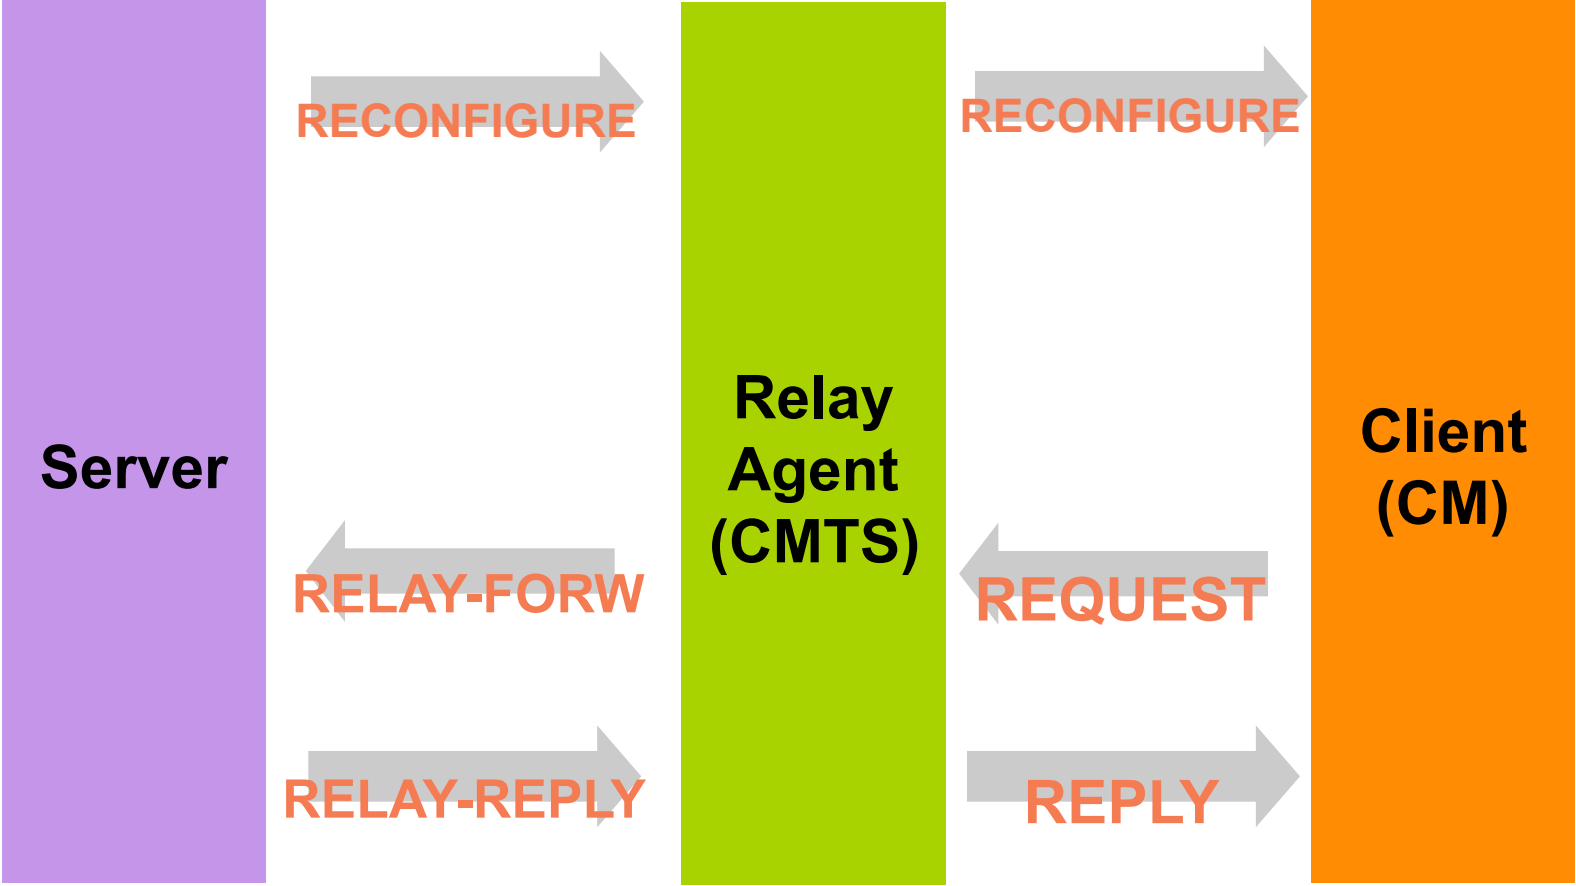 RECONFIGURE
RECONFIGURE
Server
Relay
Agent
(CMTS)
Client
(CM)
RELAY-FORW
REQUEST
RELAY-REPLY
REPLY